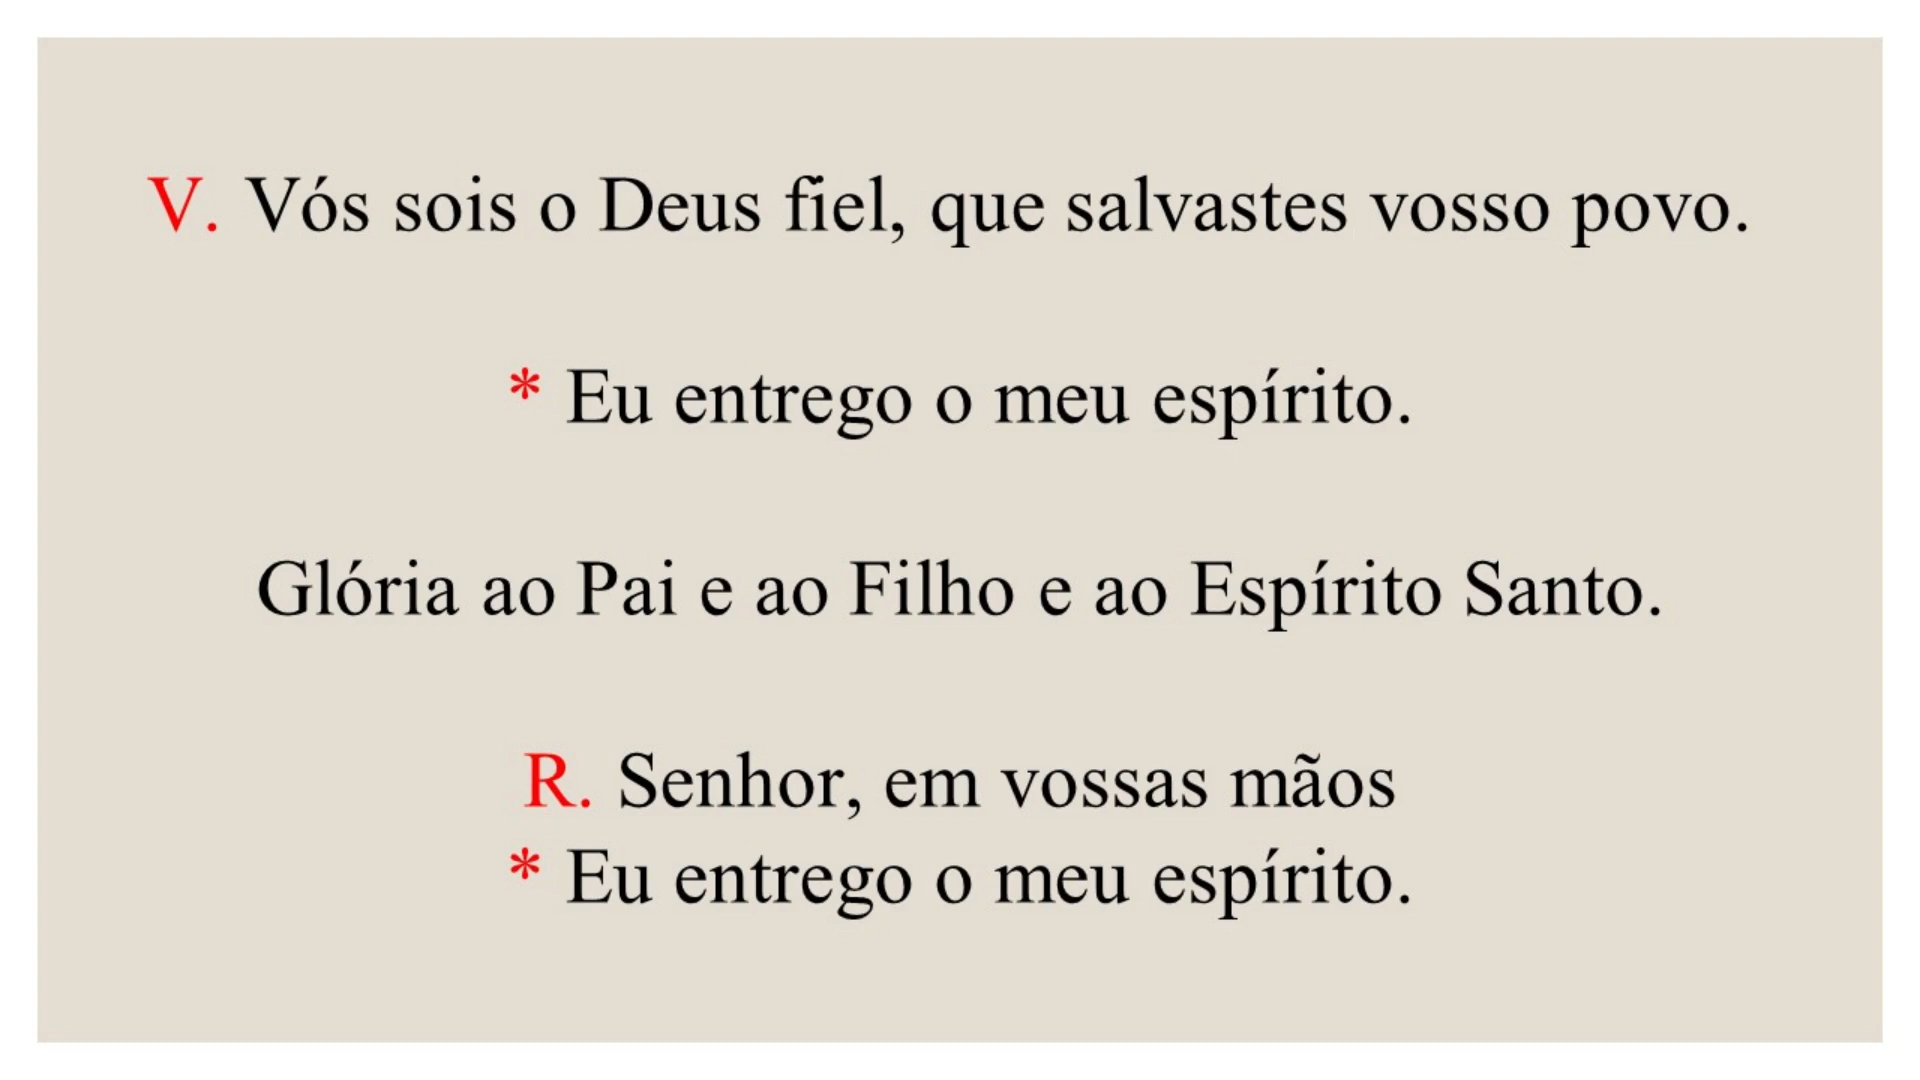 V. Vós sois o Deus fiel, que salvastes vosso povo.
* Eu entrego o meu espírito.
Glória ao Pai e ao Filho e ao Espírito Santo.
R. Senhor, em vossas mãos
* Eu entrego o meu espírito.